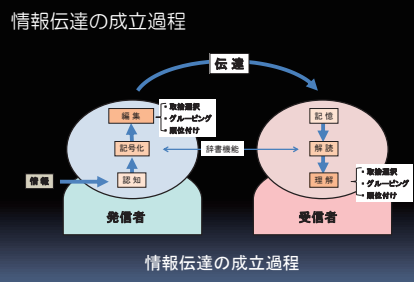 情報伝達の成立過程
伝達
編集
・取捨選択
・グルーピング
・順位付け
記号化
認知
情報
発信者
辞書機能
記憶
解読
理解
・取捨選択
・グルーピング
・順位付け
受信者
情報伝達の成立過程